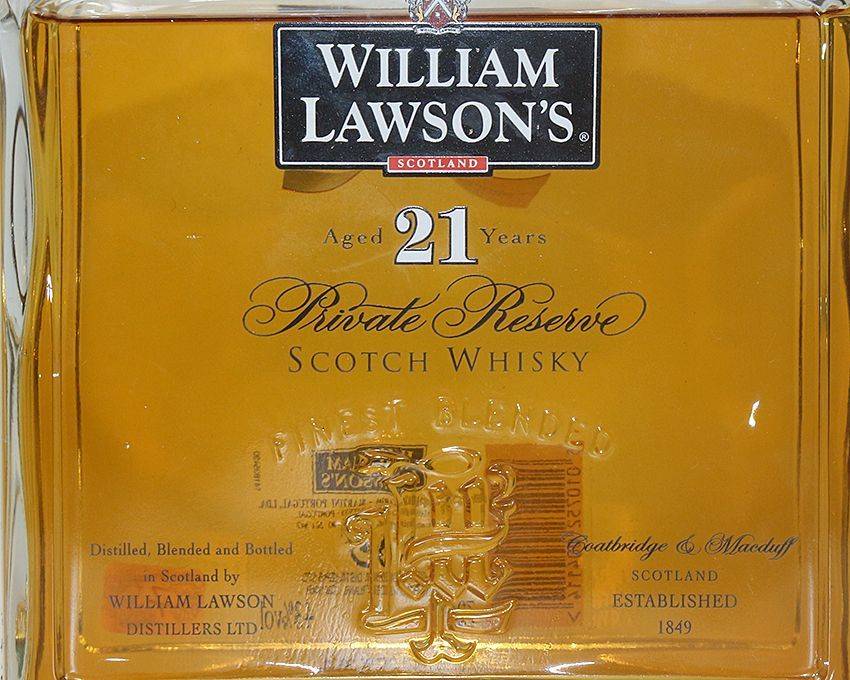 WILLIAM
LAWSON'S®
SCOTLAND
Aged 21 Years
Private Reserve
SCOTCH WHISKY
FINEST BLENDED
Distilled, Blended and Bottled
in Scotland by
WILLIAM LAWSON
DISTILLERS LTD
Coatbridge & Macduff
SCOTLAND
ESTABLISHED
1849